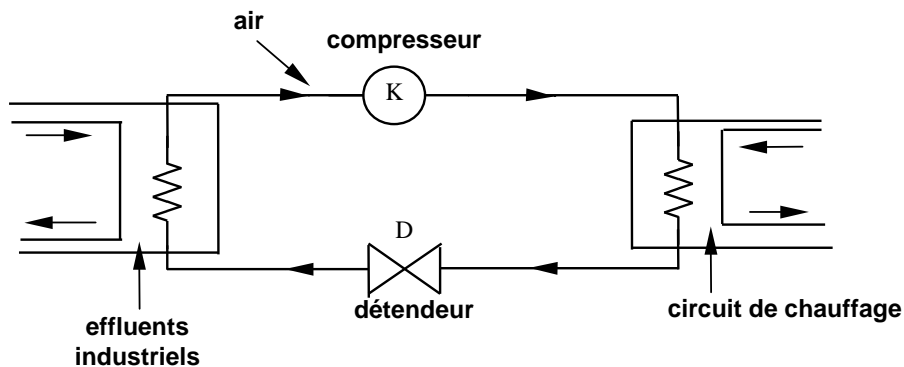 air
compresseur
K
D
détendeur
effluents
industriels
circuit de chauffage